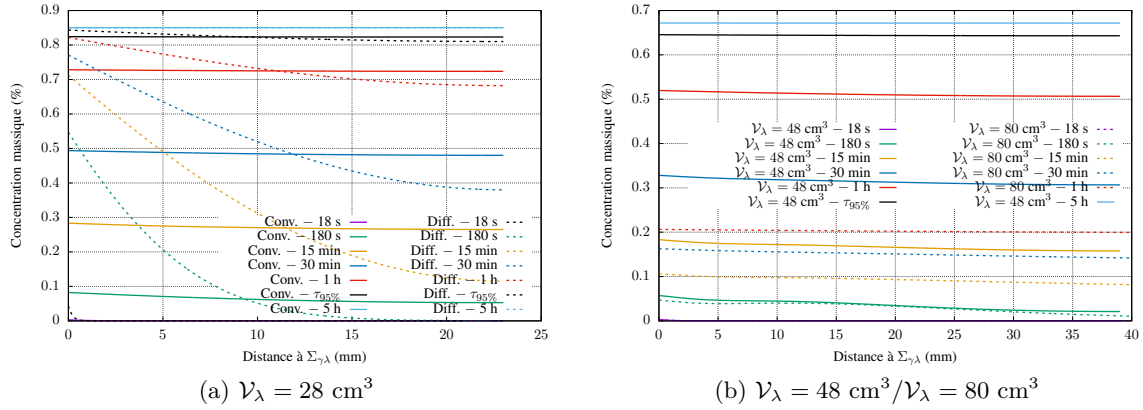 Concentration massique (%)
0.9
0.8
0.7
0.6
0.5
0.4
0.3
0.2
0.1
0
Conv. − 18 s
Conv. − 180 s
Conv. − 15 min
Conv. − 30 min
Conv. − 1 h
Conv. − τ95%
Conv. − 5 h
Diff. − 18 s
Diff. − 180 s
Diff. − 15 min
Diff. − 30 min
Diff. − 1 h
Diff. − τ95%
Diff. − 5 h
0 5 10 15 20 25
Distance à Σγλ (mm)
(a) 𝒱λ = 28 cm³
Concentration massique (%)
0.7
0.6
0.5
0.4
0.3
0.2
0.1
0
𝒱λ = 48 cm³ − 18 s
𝒱λ = 48 cm³ − 180 s
𝒱λ = 48 cm³ − 15 min
𝒱λ = 48 cm³ − 30 min
𝒱λ = 48 cm³ − 1 h
𝒱λ = 48 cm³ − τ95%
𝒱λ = 80 cm³ − 18 s
𝒱λ = 80 cm³ − 180 s
𝒱λ = 80 cm³ − 15 min
𝒱λ = 80 cm³ − 30 min
𝒱λ = 80 cm³ − 1 h
𝒱λ = 48 cm³ − 5 h
0 5 10 15 20 25 30 35 40
Distance à Σγλ (mm)
(b) 𝒱λ = 48 cm³/𝒱λ = 80 cm³